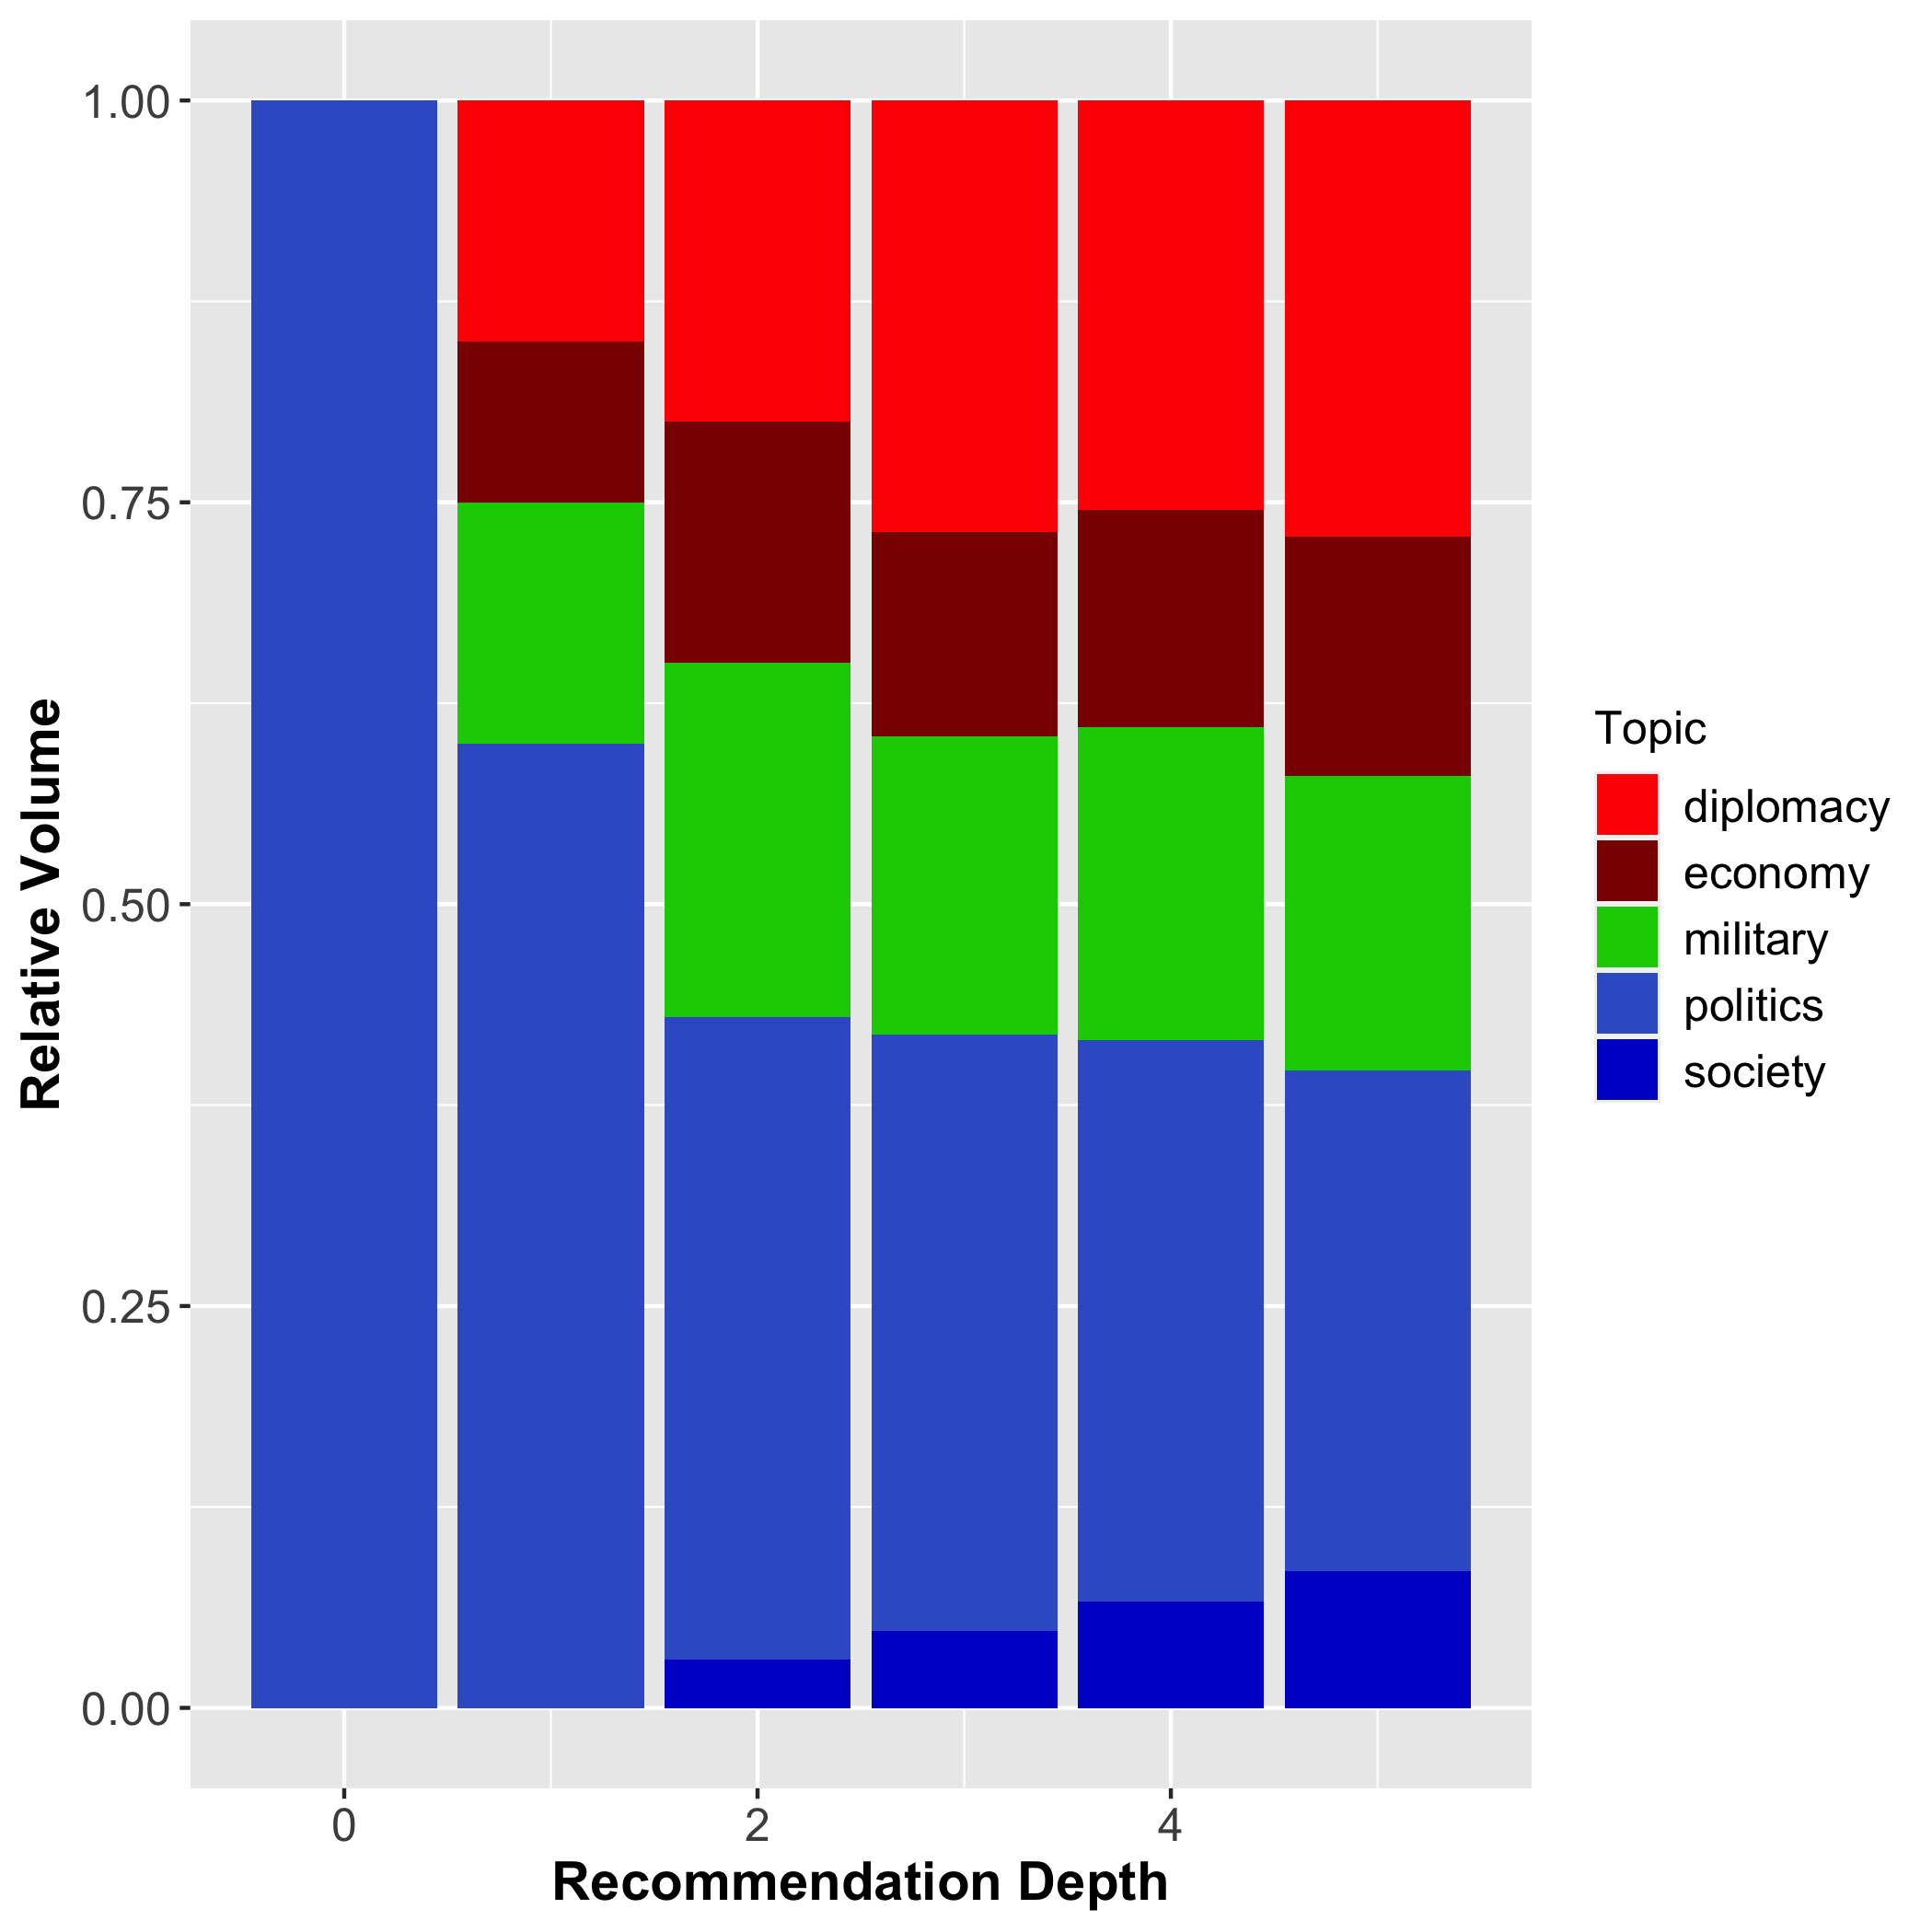 Relative Volume
1.00
0.75
0.50
0.25
0.00
0
2
4
Recommendation Depth
Topic
diplomacy
economy
military
politics
society